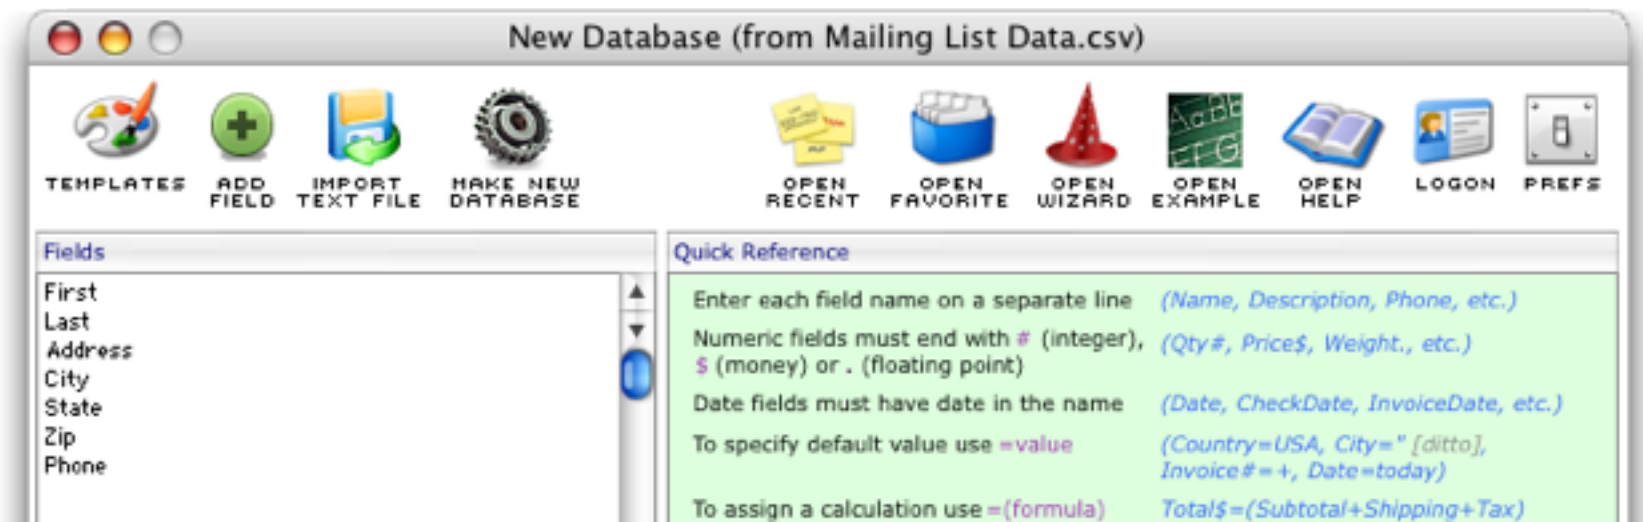 New Database (from Mailing List Data.csv)
TEMPLATES
ADD
FIELD
IMPORT
TEXT FILE
MAKE NEW
DATABASE
OPEN
RECENT
OPEN
FAVORITE
OPEN
WIZARD
OPEN
EXAMPLE
OPEN
HELP
LOGON
PREFS
Fields
First
Last
Address
City
State
Zip
Phone
Quick Reference
Enter each field name on a separate line (Name, Description, Phone, etc.)
Numeric fields must end with # (integer), (Qty#, Price$, Weight., etc.)
$ (money) or . (floating point)
Date fields must have date in the name (Date, CheckDate, InvoiceDate, etc.)
To specify default value use =value (Country=USA, City=" [ditto],
Invoice#=+, Date=today)
To assign a calculation use =(formula) Total$=(Subtotal+Shipping+Tax)